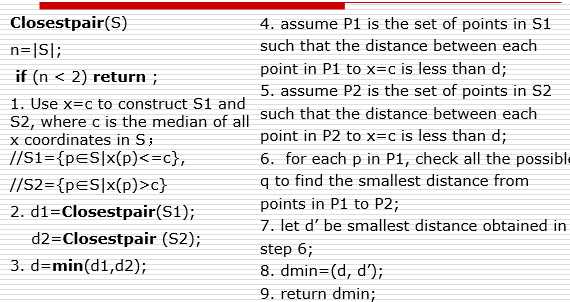 Closestpair(S)
n=|S|;
if (n < 2) return ;
1. Use x=c to construct S1 and
S2, where c is the median of all
x coordinates in S；
//S1={p∈S|x(p)<=c},
//S2={p∈S|x(p)>c}
2. d1=Closestpair(S1);
d2=Closestpair (S2);
3. d=min(d1,d2);
4. assume P1 is the set of points in S1
such that the distance between each
point in P1 to x=c is less than d;
5. assume P2 is the set of points in S2
such that the distance between each
point in P2 to x=c is less than d;
6. for each p in P1, check all the possible
q to find the smallest distance from
points in P1 to P2;
7. let d’ be smallest distance obtained in
step 6;
8. dmin=(d, d’);
9. return dmin;